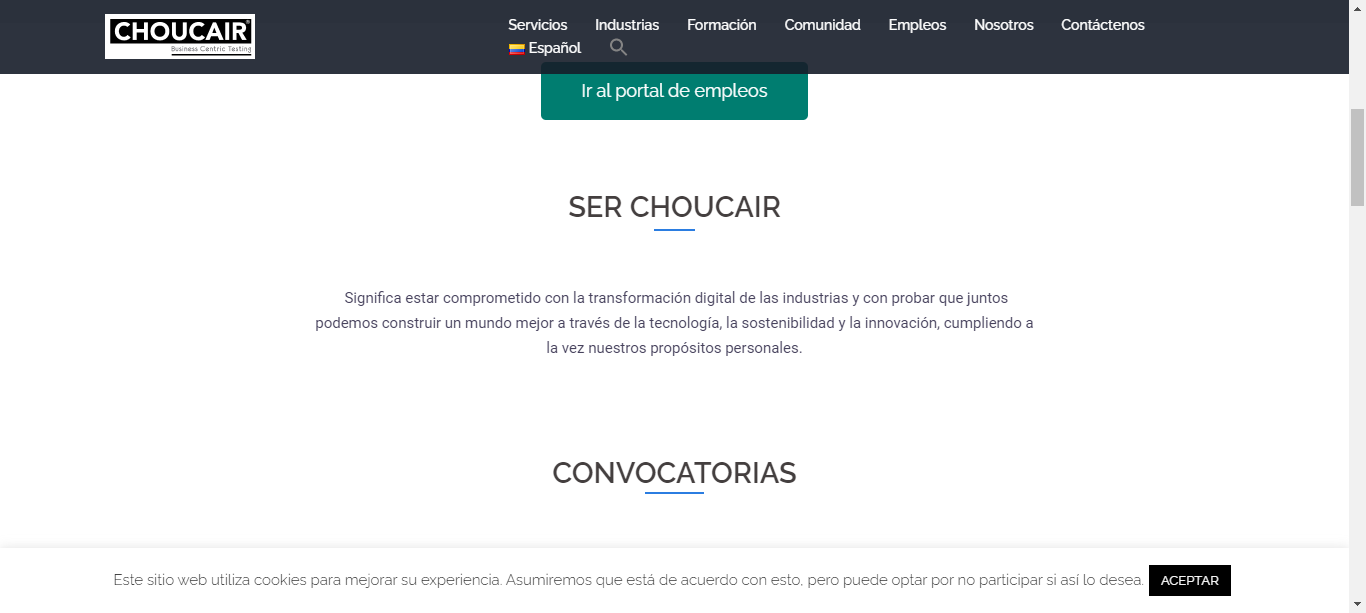 CHOUCAIR®
Business Centric Testing
Servicios Industrias Formación Comunidad Empleos Nosotros Contáctenos
Español
Ir al portal de empleos
SER CHOUCAIR
Significa estar comprometido con la transformación digital de las industrias y con probar que juntos
podemos construir un mundo mejor a través de la tecnología, la sostenibilidad y la innovación, cumpliendo a
la vez nuestros propósitos personales.
CONVOCATORIAS
Este sitio web utiliza cookies para mejorar su experiencia. Asumiremos que está de acuerdo con esto, pero puede optar por no participar si así lo desea. ACEPTAR